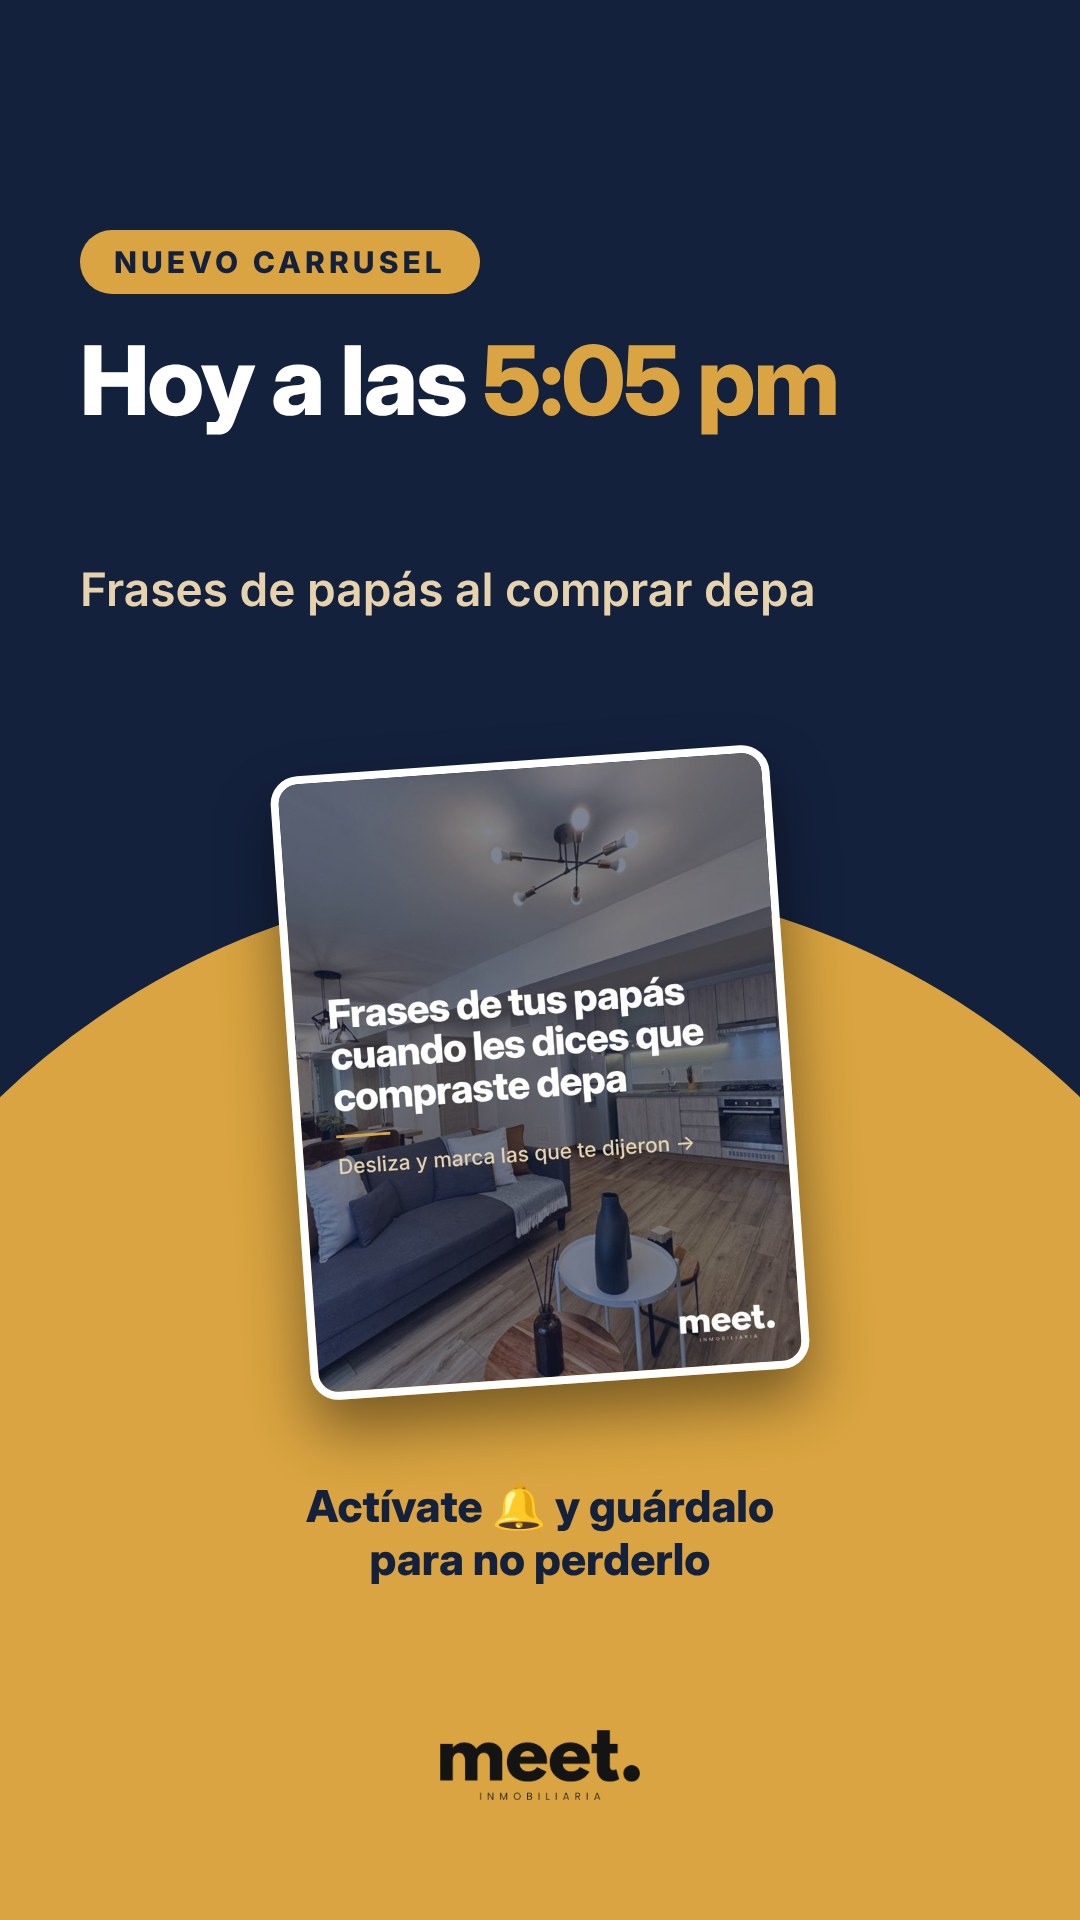 NUEVO CARRUSEL
Hoy a las 5:05 pm
Frases de papás al comprar depa
Frases de tus papás
cuando les dices que
compraste depa
Desliza y marca las que te dijeron →
meet.
INMOBILIARIA
Actívate 🔔 y guárdalo
para no perderlo
meet.
INMOBILIARIA